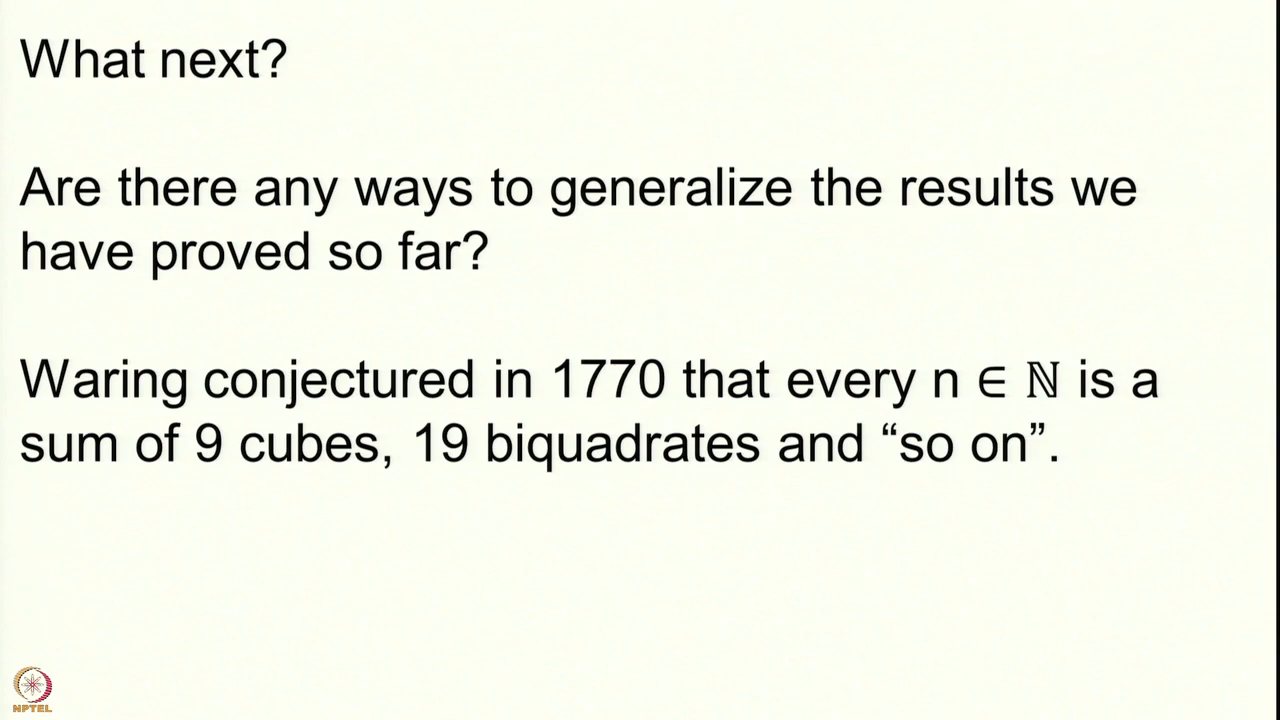 What next?
Are there any ways to generalize the results we
have proved so far?
Waring conjectured in 1770 that every n ∈ ℕ is a
sum of 9 cubes, 19 biquadrates and “so on”.
NPTEL